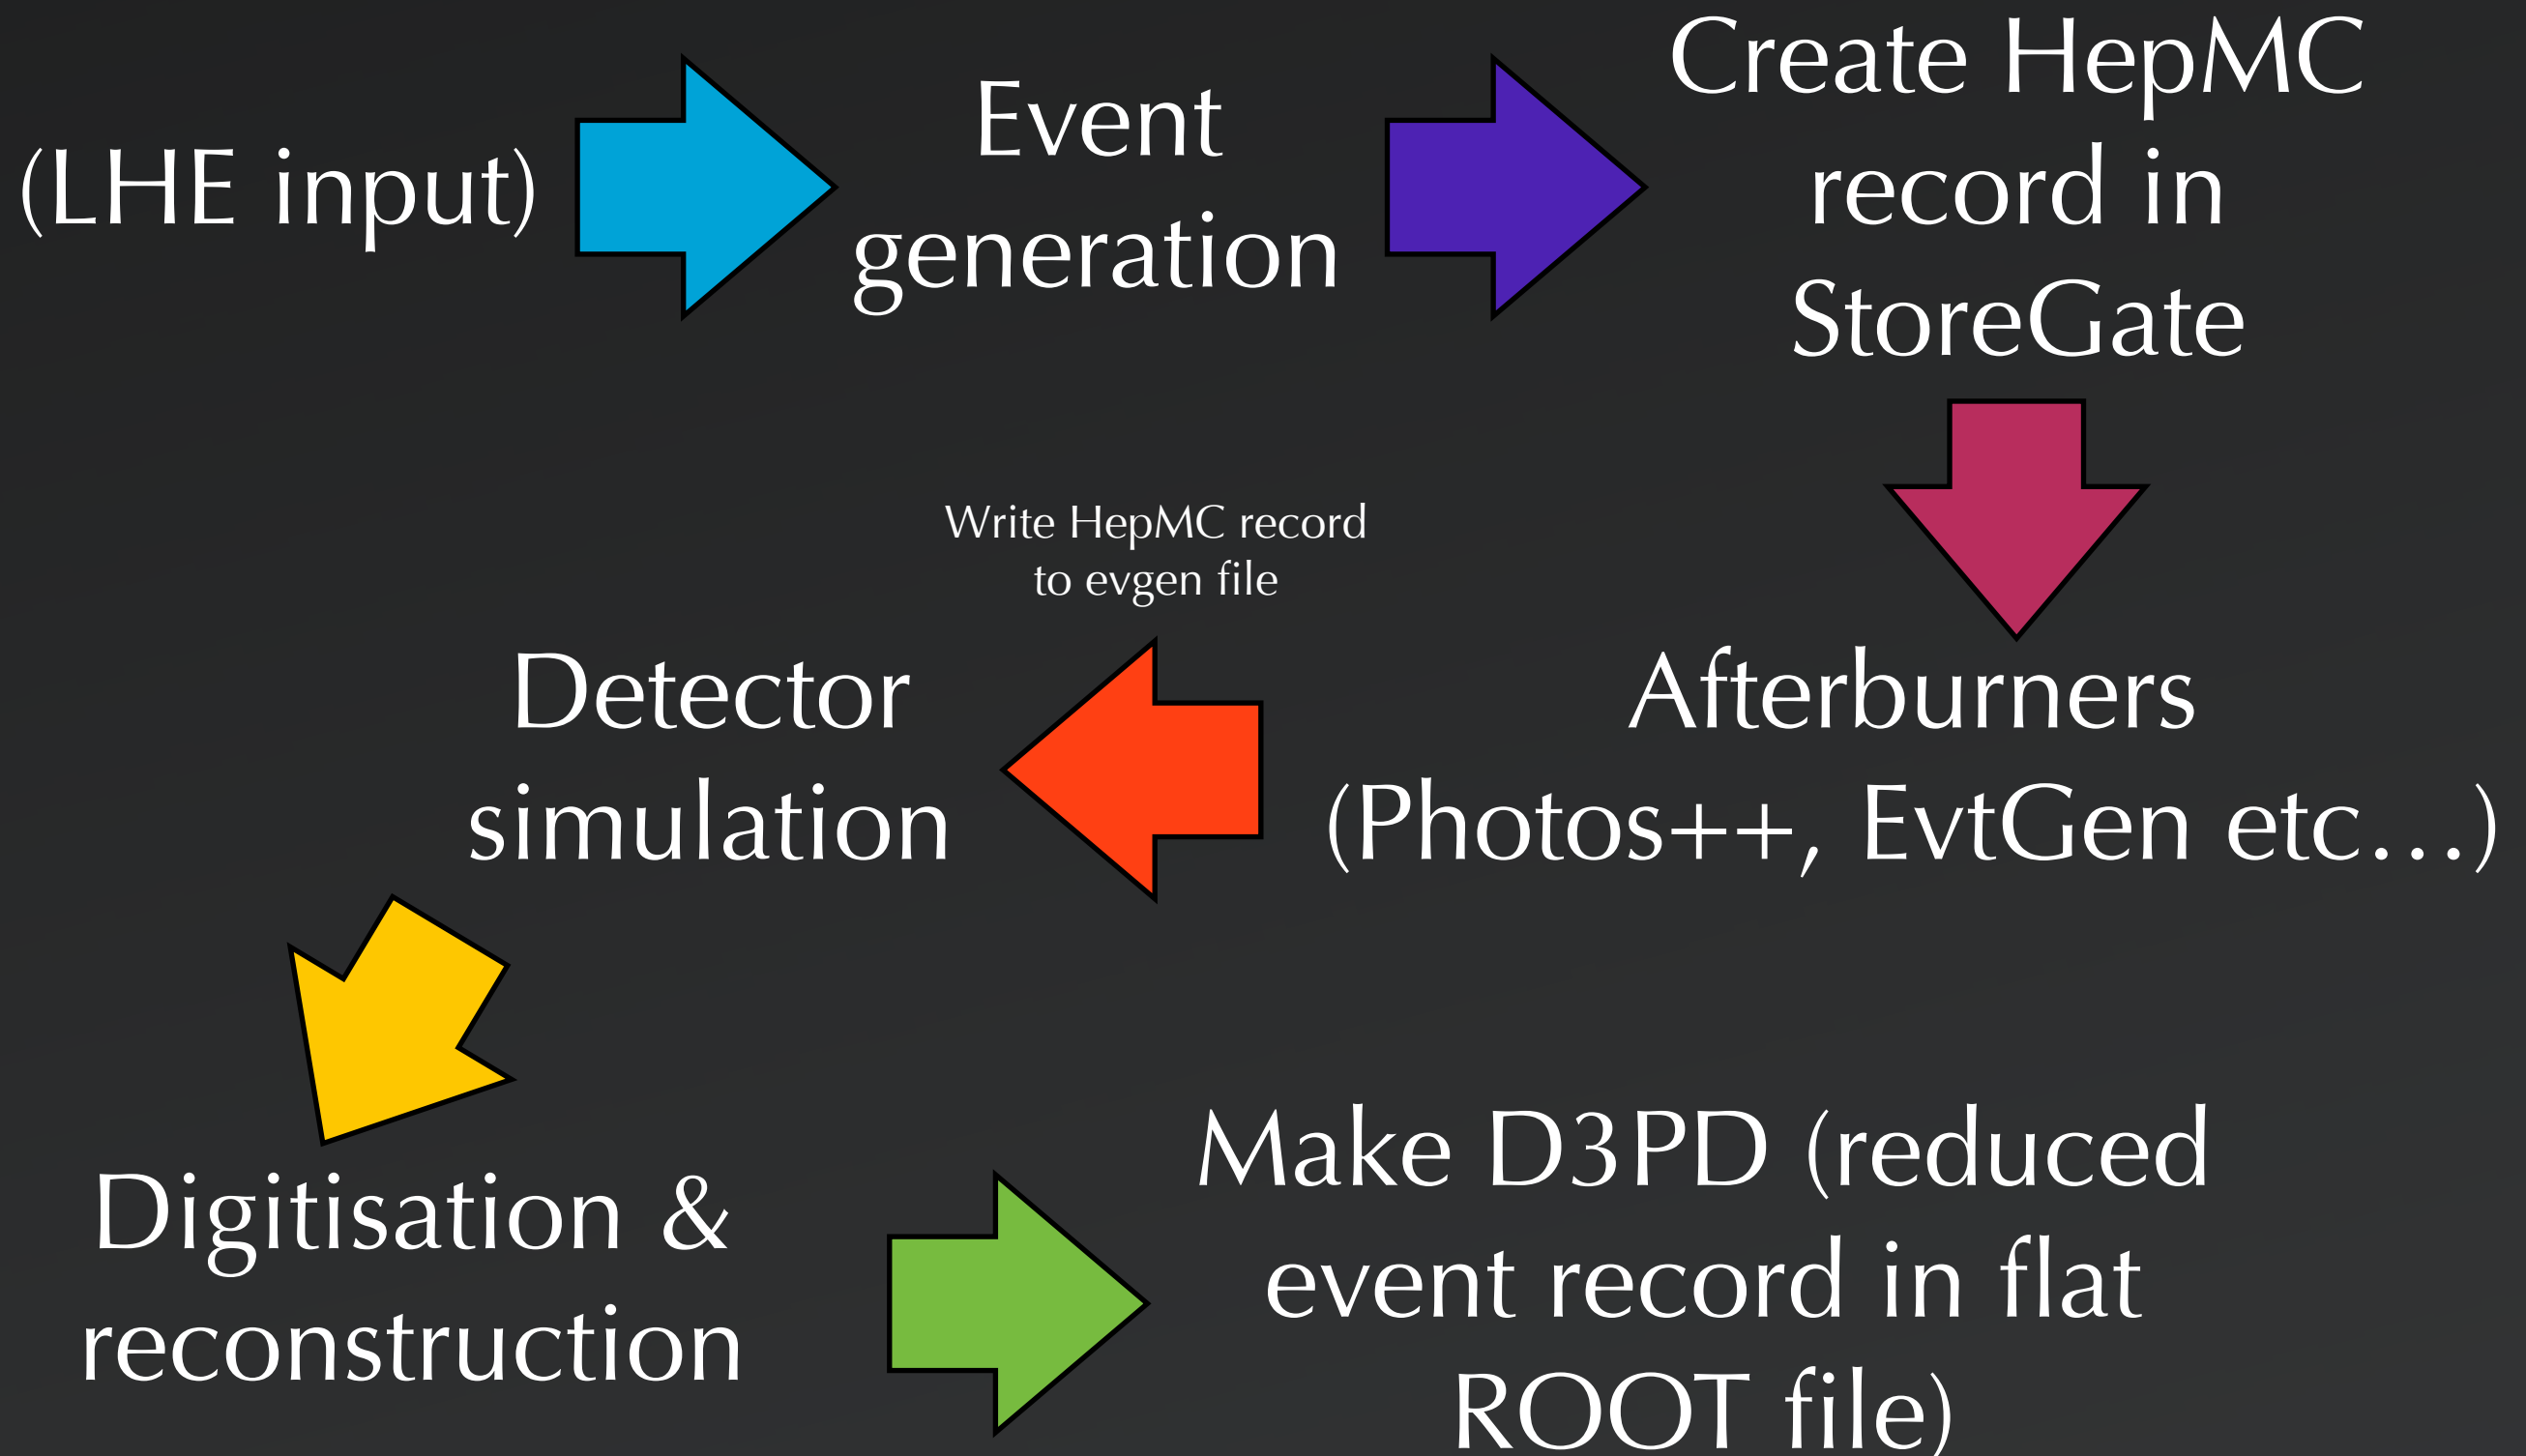 (LHE input)
Event
generation
Create HepMC
record in
StoreGate
Afterburners
(Photos++, EvtGen etc...)
Write HepMC record
to evgen file
Detector
simulation
Digitisation &
reconstruction
Make D3PD (reduced
event record in flat
ROOT file)